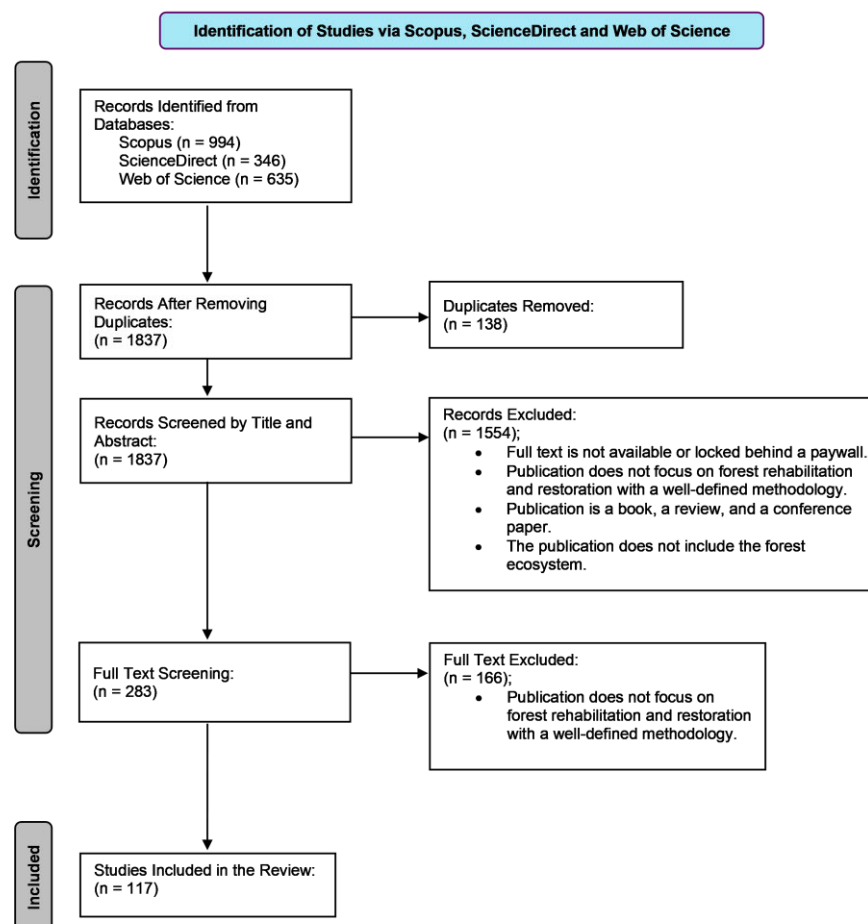 Identification of Studies via Scopus, ScienceDirect and Web of Science
Identification
Records Identified from
Databases:
Scopus (n = 994)
ScienceDirect (n = 346)
Web of Science (n = 635)
Screening
Records After Removing
Duplicates:
(n = 1837)
Duplicates Removed:
(n = 138)
Records Screened by Title and
Abstract:
(n = 1837)
Records Excluded:
(n = 1554);
• Full text is not available or locked behind a paywall.
• Publication does not focus on forest rehabilitation
and restoration with a well-defined methodology.
• Publication is a book, a review, and a conference
paper.
• The publication does not include the forest
ecosystem.
Full Text Screening:
(n = 283)
Full Text Excluded:
(n = 166);
• Publication does not focus on
forest rehabilitation and restoration
with a well-defined methodology.
Included
Studies Included in the Review:
(n = 117)